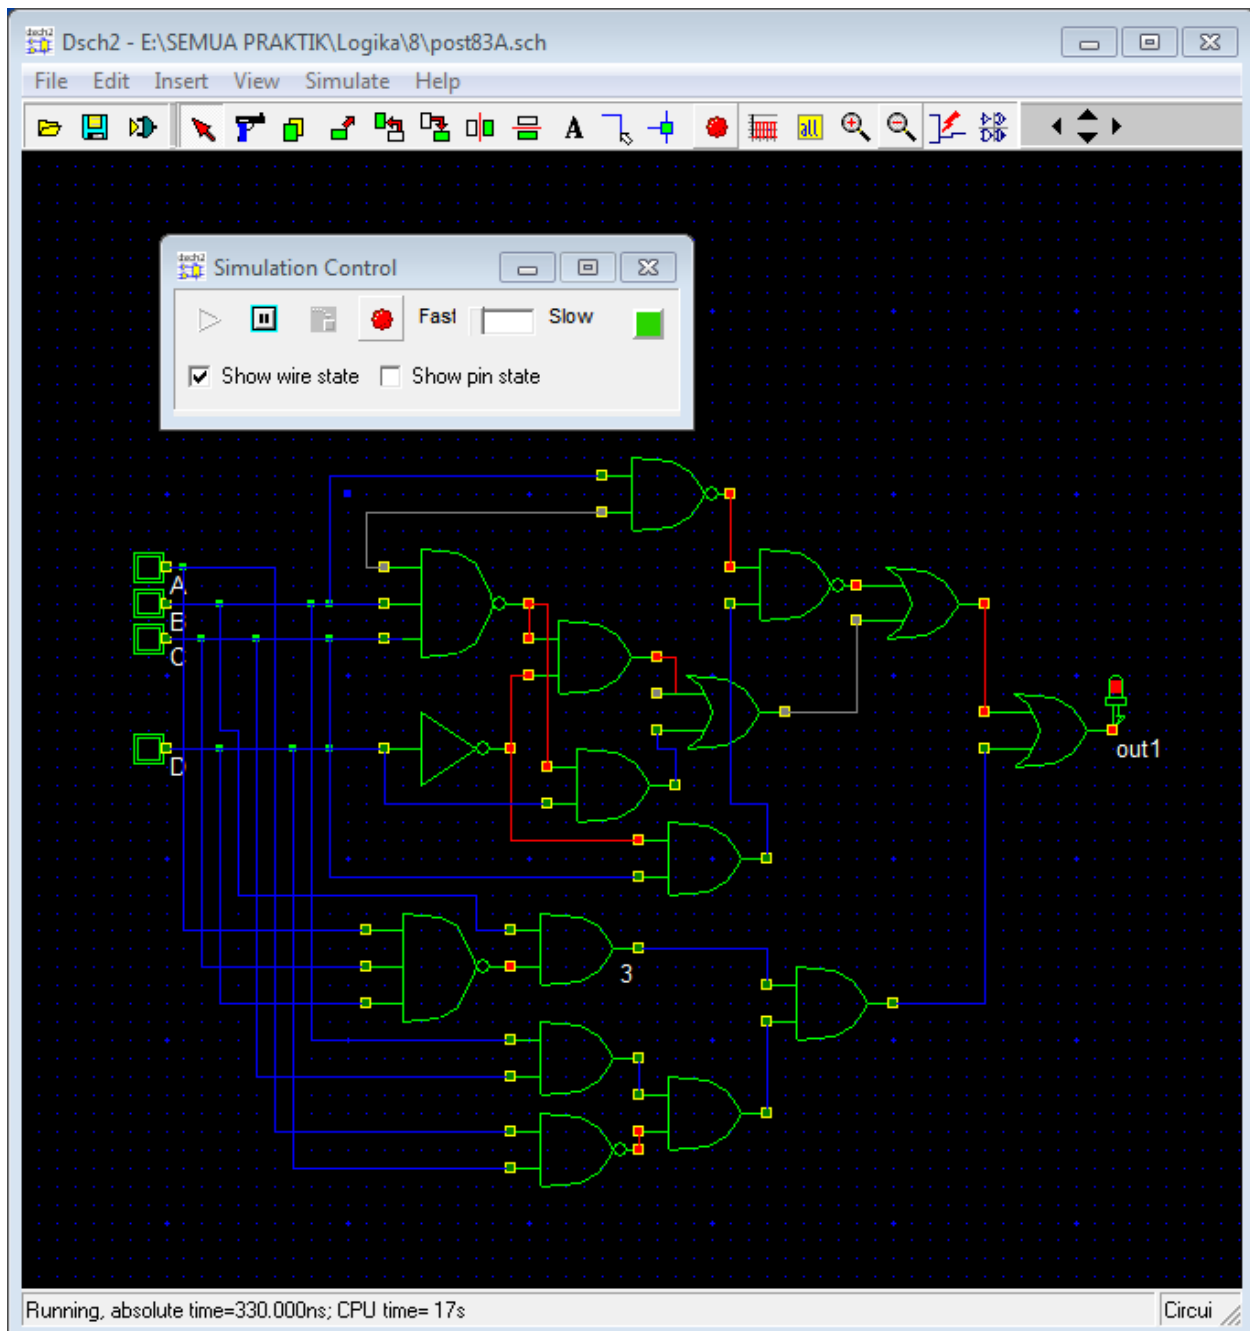 Dsch2 - E:\SEMUA PRAKTIK\Logika\8\post83A.sch
File Edit Insert View Simulate Help
A all
Simulation Control
Fast Slow
Show wire state Show pin state
A
B
C
D
out1
3
Running, absolute time=330.000ns; CPU time= 17s Circui